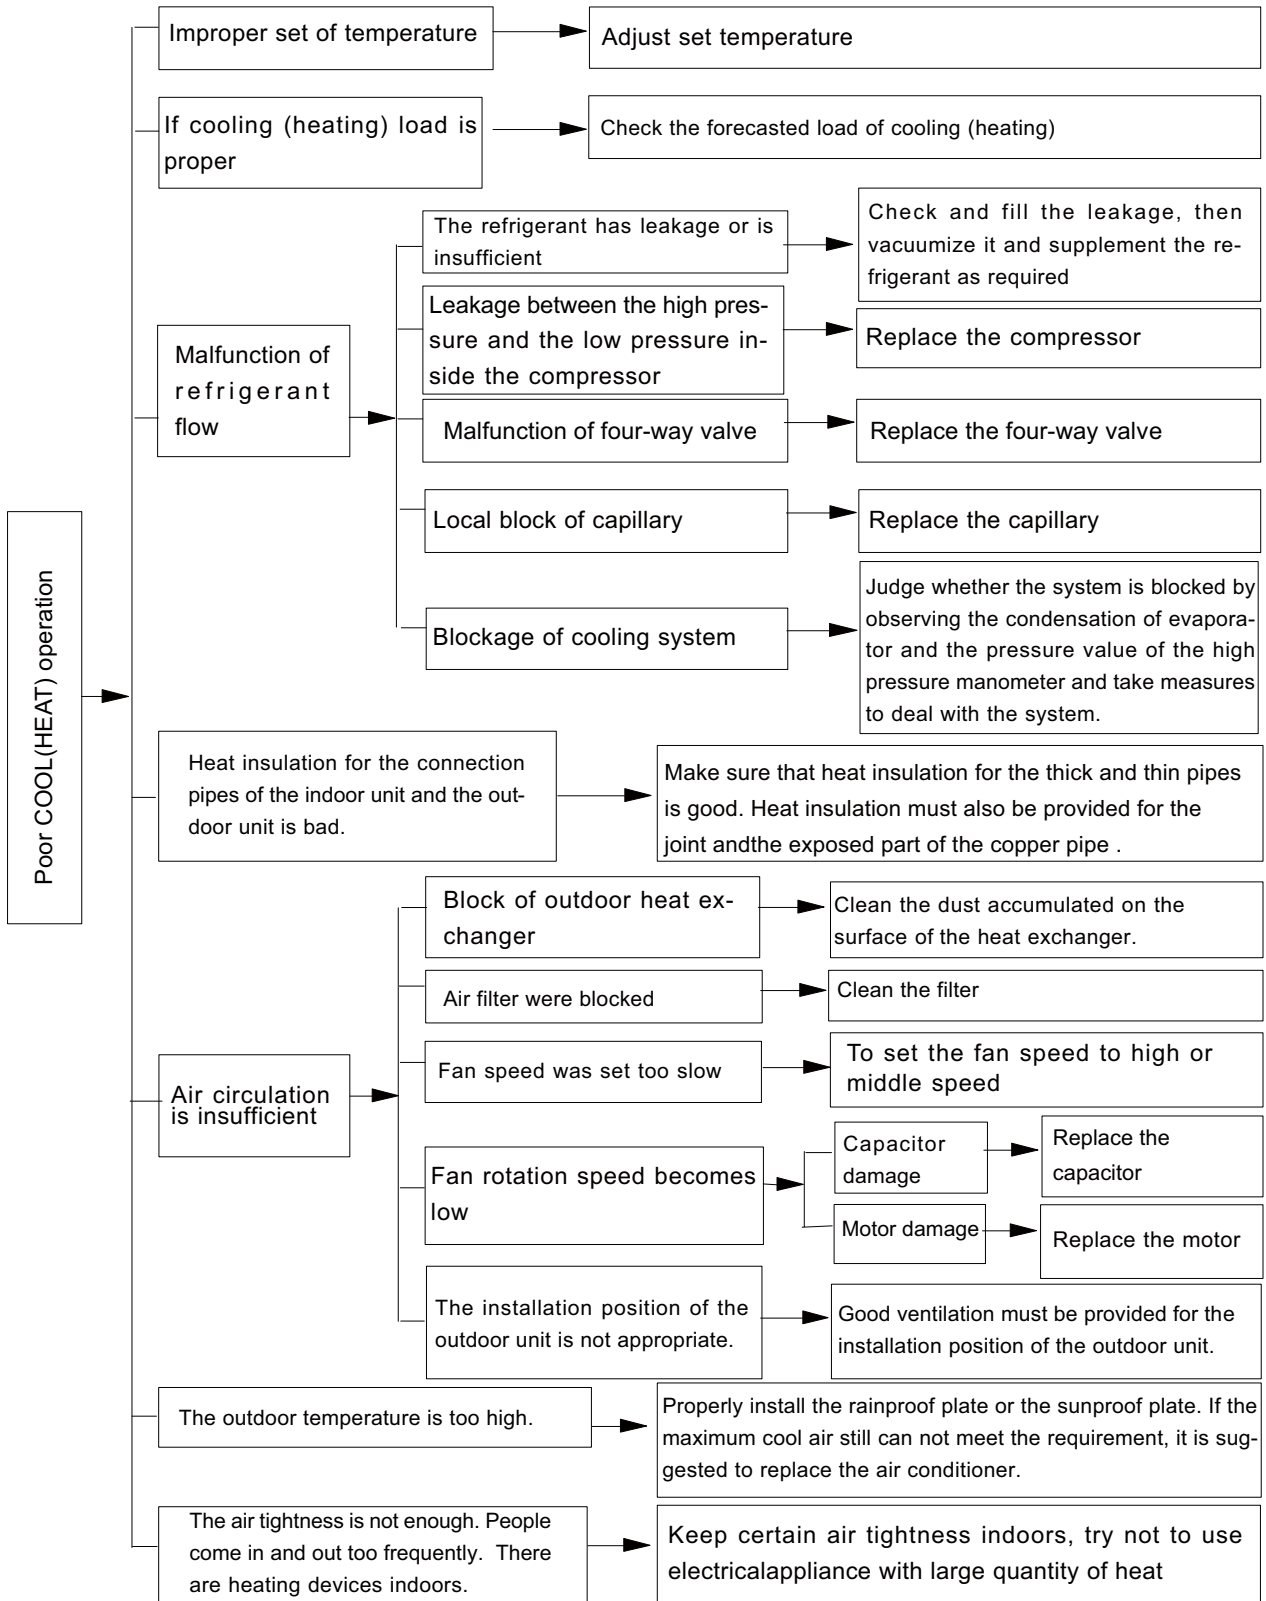 Poor COOL(HEAT) operation
Improper set of temperature
Adjust set temperature
If cooling (heating) load is
proper
Check the forecasted load of cooling (heating)
Malfunction of
refrigerant
flow
The refrigerant has leakage or is
insufficient
Check and fill the leakage, then
vacuumize it and supplement the re-
frigerant as required
Leakage between the high pres-
sure and the low pressure in-
side the compressor
Replace the compressor
Malfunction of four-way valve
Replace the four-way valve
Local block of capillary
Replace the capillary
Blockage of cooling system
Judge whether the system is blocked by
observing the condensation of evapora-
tor and the pressure value of the high
pressure manometer and take measures
to deal with the system.
Heat insulation for the connection
pipes of the indoor unit and the out-
door unit is bad.
Make sure that heat insulation for the thick and thin pipes
is good. Heat insulation must also be provided for the
joint andthe exposed part of the copper pipe .
Air circulation
is insufficient
Block of outdoor heat ex-
changer
Clean the dust accumulated on the
surface of the heat exchanger.
Air filter were blocked
Clean the filter
Fan speed was set too slow
To set the fan speed to high or
middle speed
Fan rotation speed becomes
low
Capacitor
damage
Replace the
capacitor
Motor damage
Replace the motor
The installation position of the
outdoor unit is not appropriate.
Good ventilation must be provided for the
installation position of the outdoor unit.
The outdoor temperature is too high.
Properly install the rainproof plate or the sunproof plate. If the
maximum cool air still can not meet the requirement, it is sug-
gested to replace the air conditioner.
The air tightness is not enough. People
come in and out too frequently. There
are heating devices indoors.
Keep certain air tightness indoors, try not to use
electricalappliance with large quantity of heat